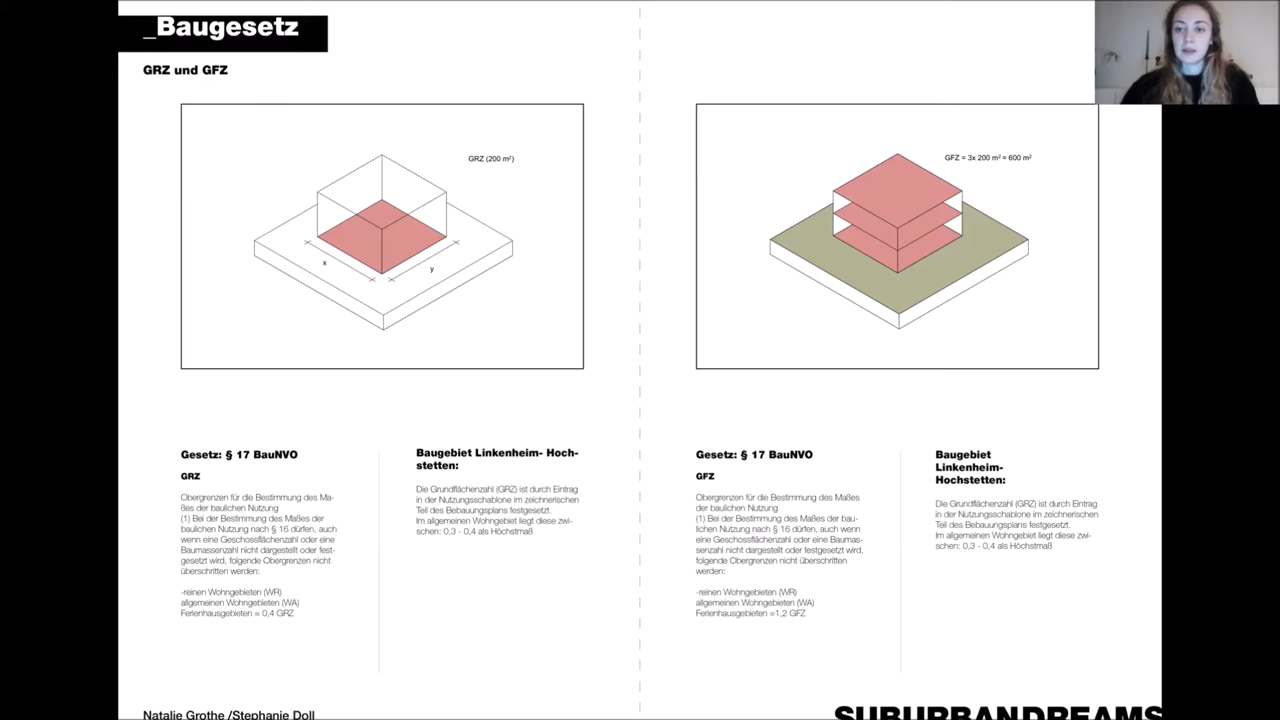 _Baugesetz
GRZ und GFZ
GRZ (200 m²)
x
y
GFZ = 3x 200 m² = 600 m²
Gesetz: § 17 BauNVO
GRZ
Obergrenzen für die Bestimmung des Ma-
ßes der baulichen Nutzung
(1) Bei der Bestimmung des Maßes der
baulichen Nutzung nach § 16 dürfen, auch
wenn eine Geschossflächenzahl oder eine
Baumassenzahl nicht dargestellt oder fest-
gesetzt wird, folgende Obergrenzen nicht
überschritten werden:
-reinen Wohngebieten (WR)
allgemeinen Wohngebieten (WA)
Ferienhausgebieten = 0,4 GRZ
Baugebiet Linkenheim- Hoch-
stetten:
Die Grundflächenzahl (GRZ) ist durch Eintrag
in der Nutzungsschablone im zeichnerischen
Teil des Bebauungsplans festgesetzt.
Im allgemeinen Wohngebiet liegt diese zwi-
schen: 0,3 - 0,4 als Höchstmaß
Gesetz: § 17 BauNVO
GFZ
Obergrenzen für die Bestimmung des Maßes
der baulichen Nutzung
(1) Bei der Bestimmung des Maßes der bau-
lichen Nutzung nach § 16 dürfen, auch wenn
eine Geschossflächenzahl oder eine Baumas-
senzahl nicht dargestellt oder festgesetzt wird,
folgende Obergrenzen nicht überschritten
werden:
-reinen Wohngebieten (WR)
allgemeinen Wohngebieten (WA)
Ferienhausgebieten =1,2 GFZ
Baugebiet
Linkenheim-
Hochstetten:
Die Grundflächenzahl (GRZ) ist durch Eintrag
in der Nutzungsschablone im zeichnerischen
Teil des Bebauungsplans festgesetzt.
Im allgemeinen Wohngebiet liegt diese zwi-
schen: 0,3 - 0,4 als Höchstmaß
Natalie Grothe /Stephanie Doll
SUBURBANDREAMS